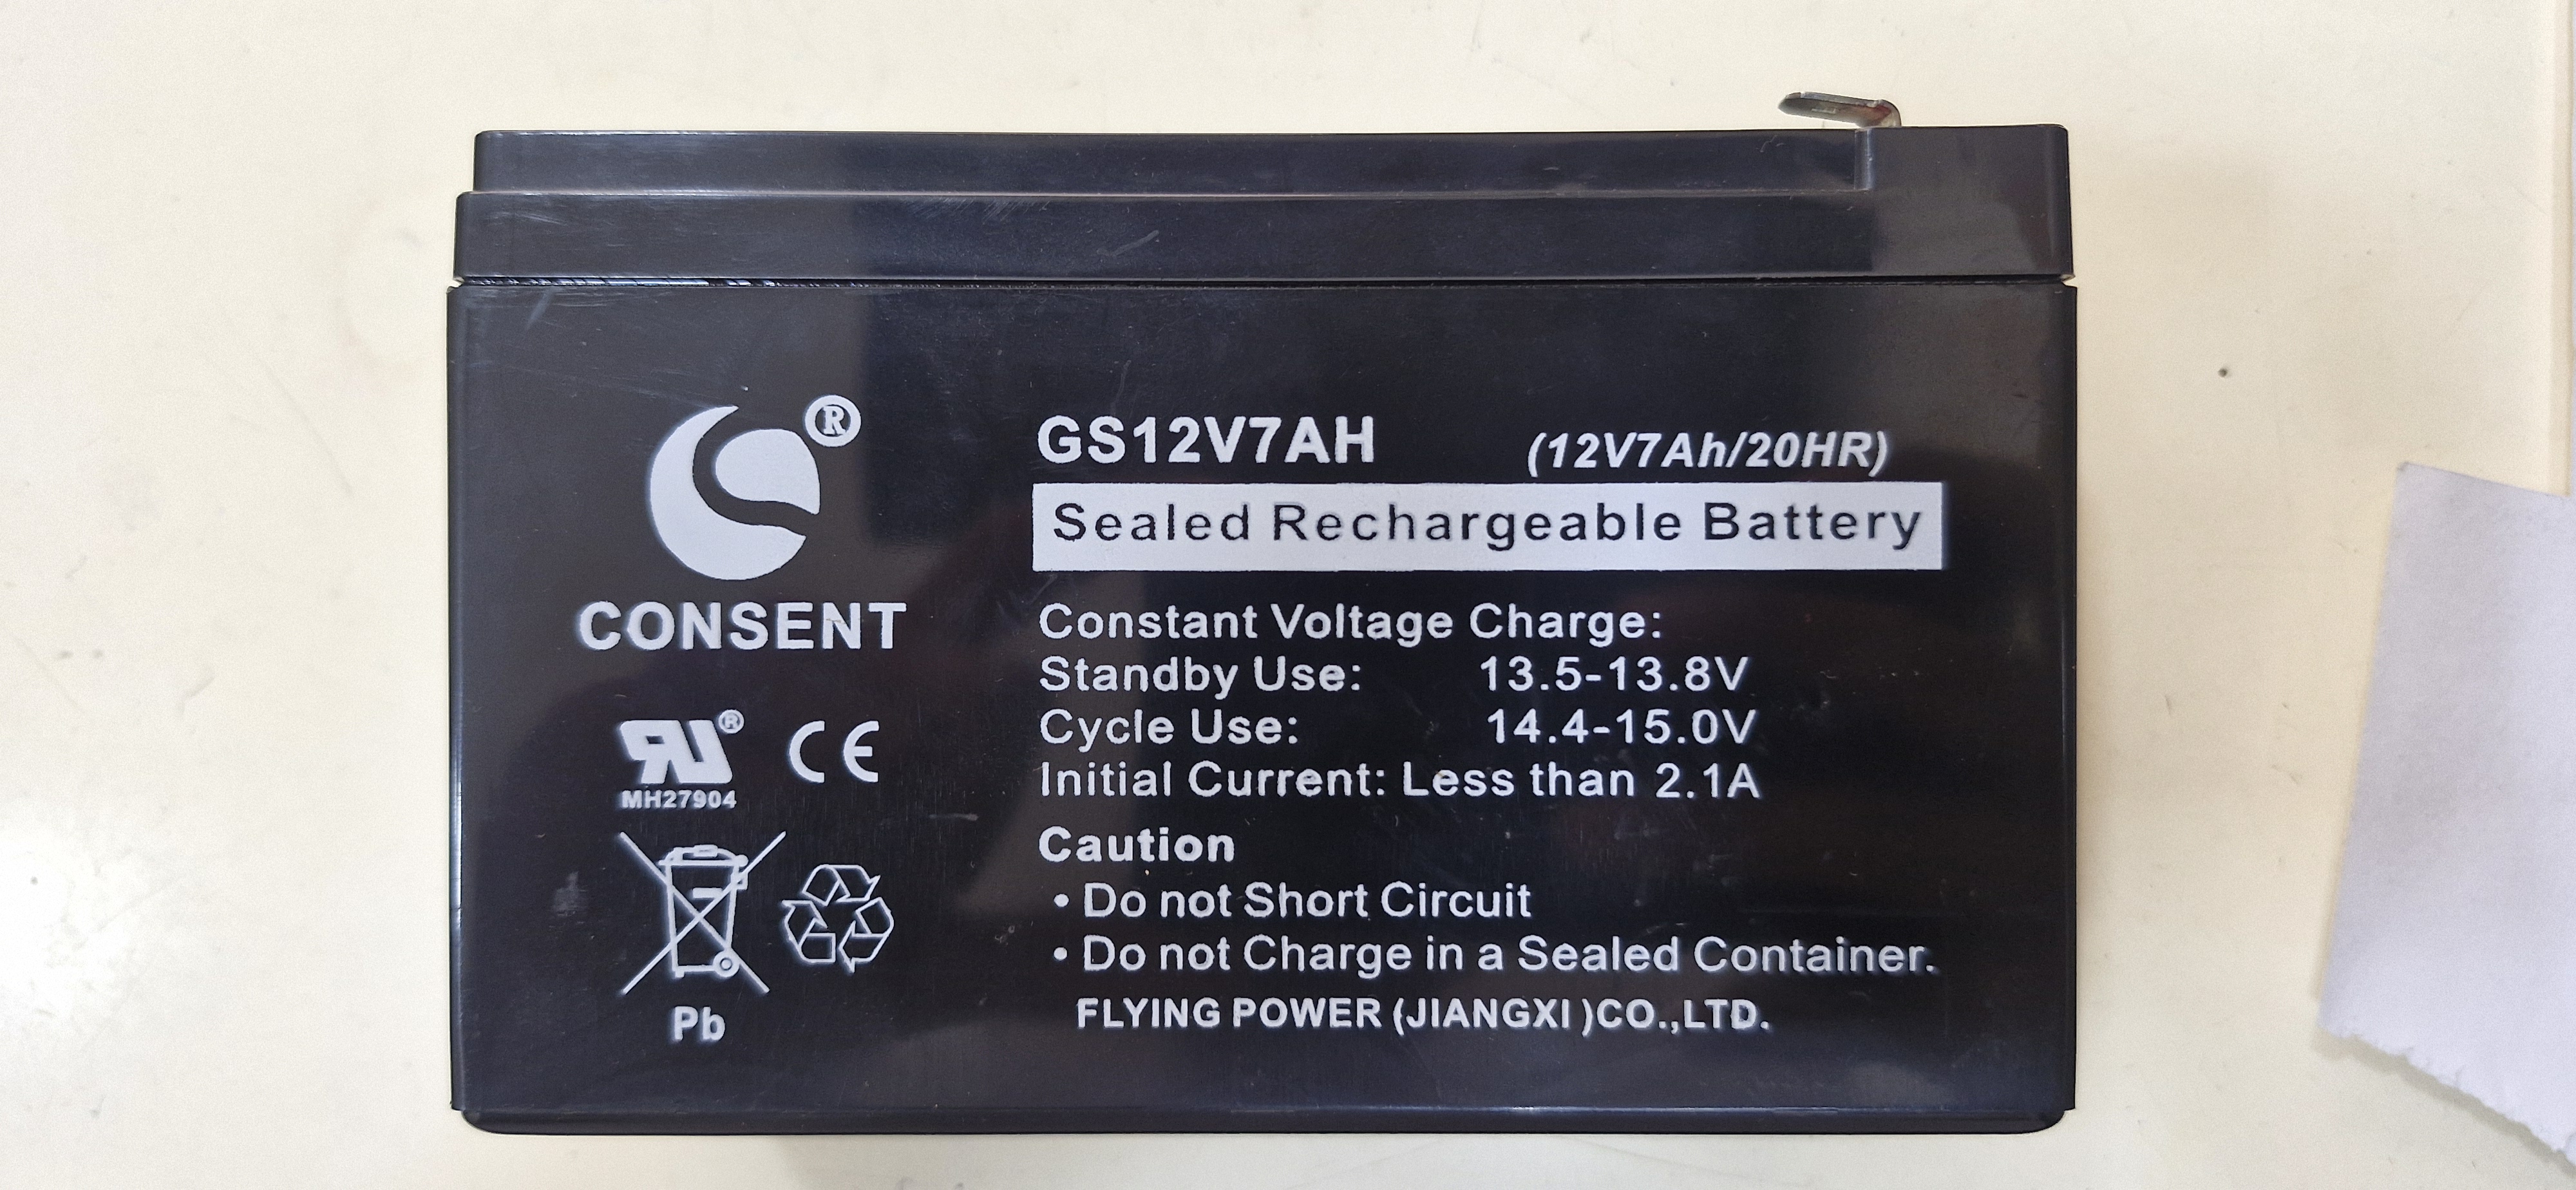 ®
CONSENT
®
MH27904
CE
Pb
GS12V7AH (12V7Ah/20HR)
Sealed Rechargeable Battery
Constant Voltage Charge:
Standby Use: 13.5-13.8V
Cycle Use: 14.4-15.0V
Initial Current: Less than 2.1A
Caution
• Do not Short Circuit
• Do not Charge in a Sealed Container.
FLYING POWER (JIANGXI )CO.,LTD.